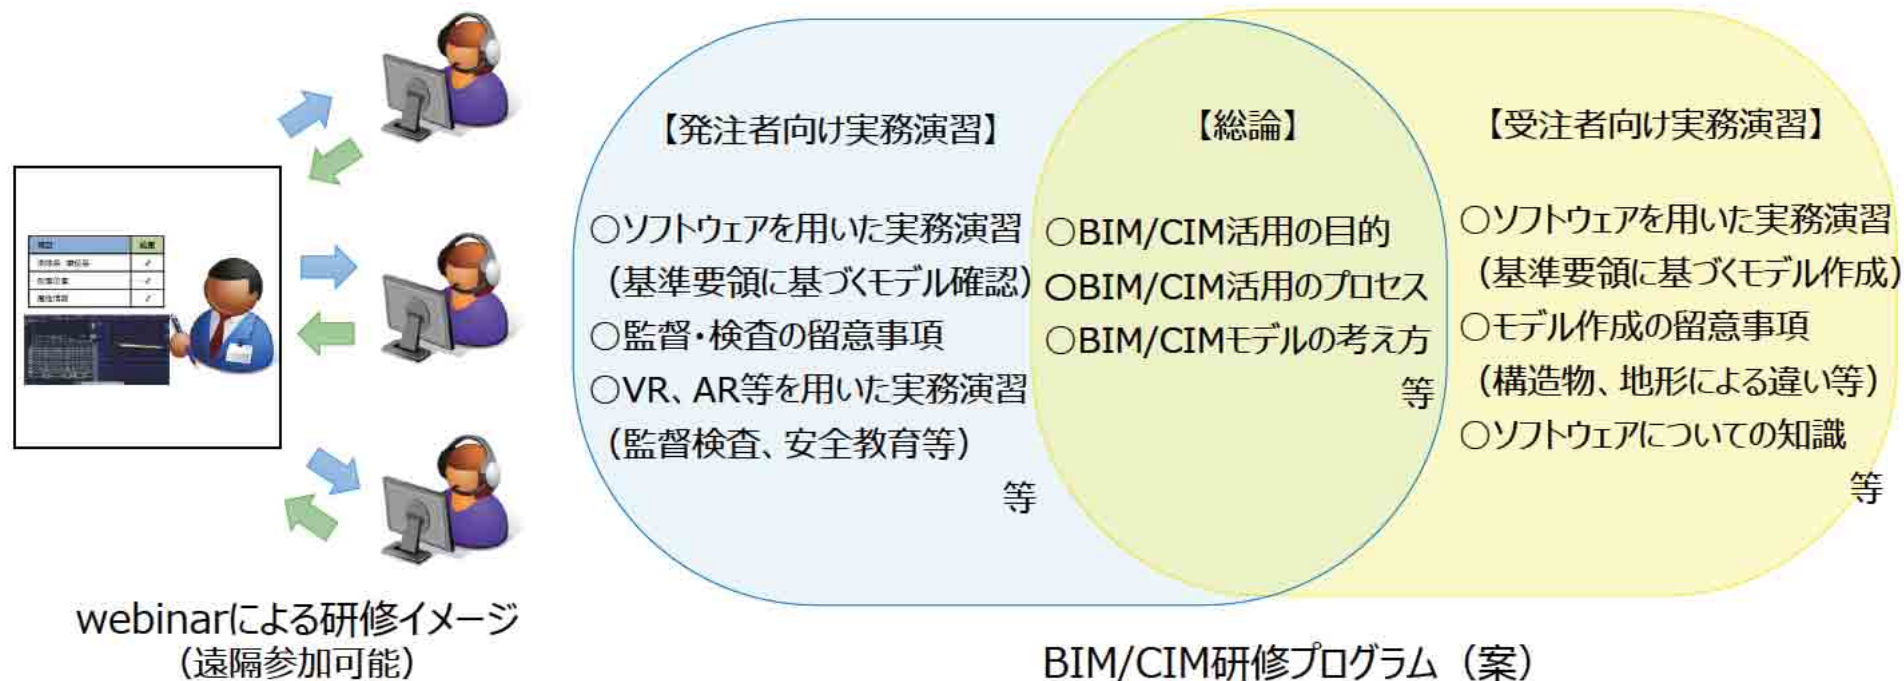 webinarによる研修イメージ
（遠隔参加可能）
【発注者向け実務演習】
○ソフトウェアを用いた実務演習
（基準要領に基づくモデル確認）
○監督・検査の留意事項
○VR、AR等を用いた実務演習
（監督検査、安全教育等）
等
【総論】
○BIM/CIM活用の目的
○BIM/CIM活用のプロセス
○BIM/CIMモデルの考え方
等
【受注者向け実務演習】
○ソフトウェアを用いた実務演習
（基準要領に基づくモデル作成）
○モデル作成の留意事項
（構造物、地形による違い等）
○ソフトウェアについての知識
等
BIM/CIM研修プログラム（案）